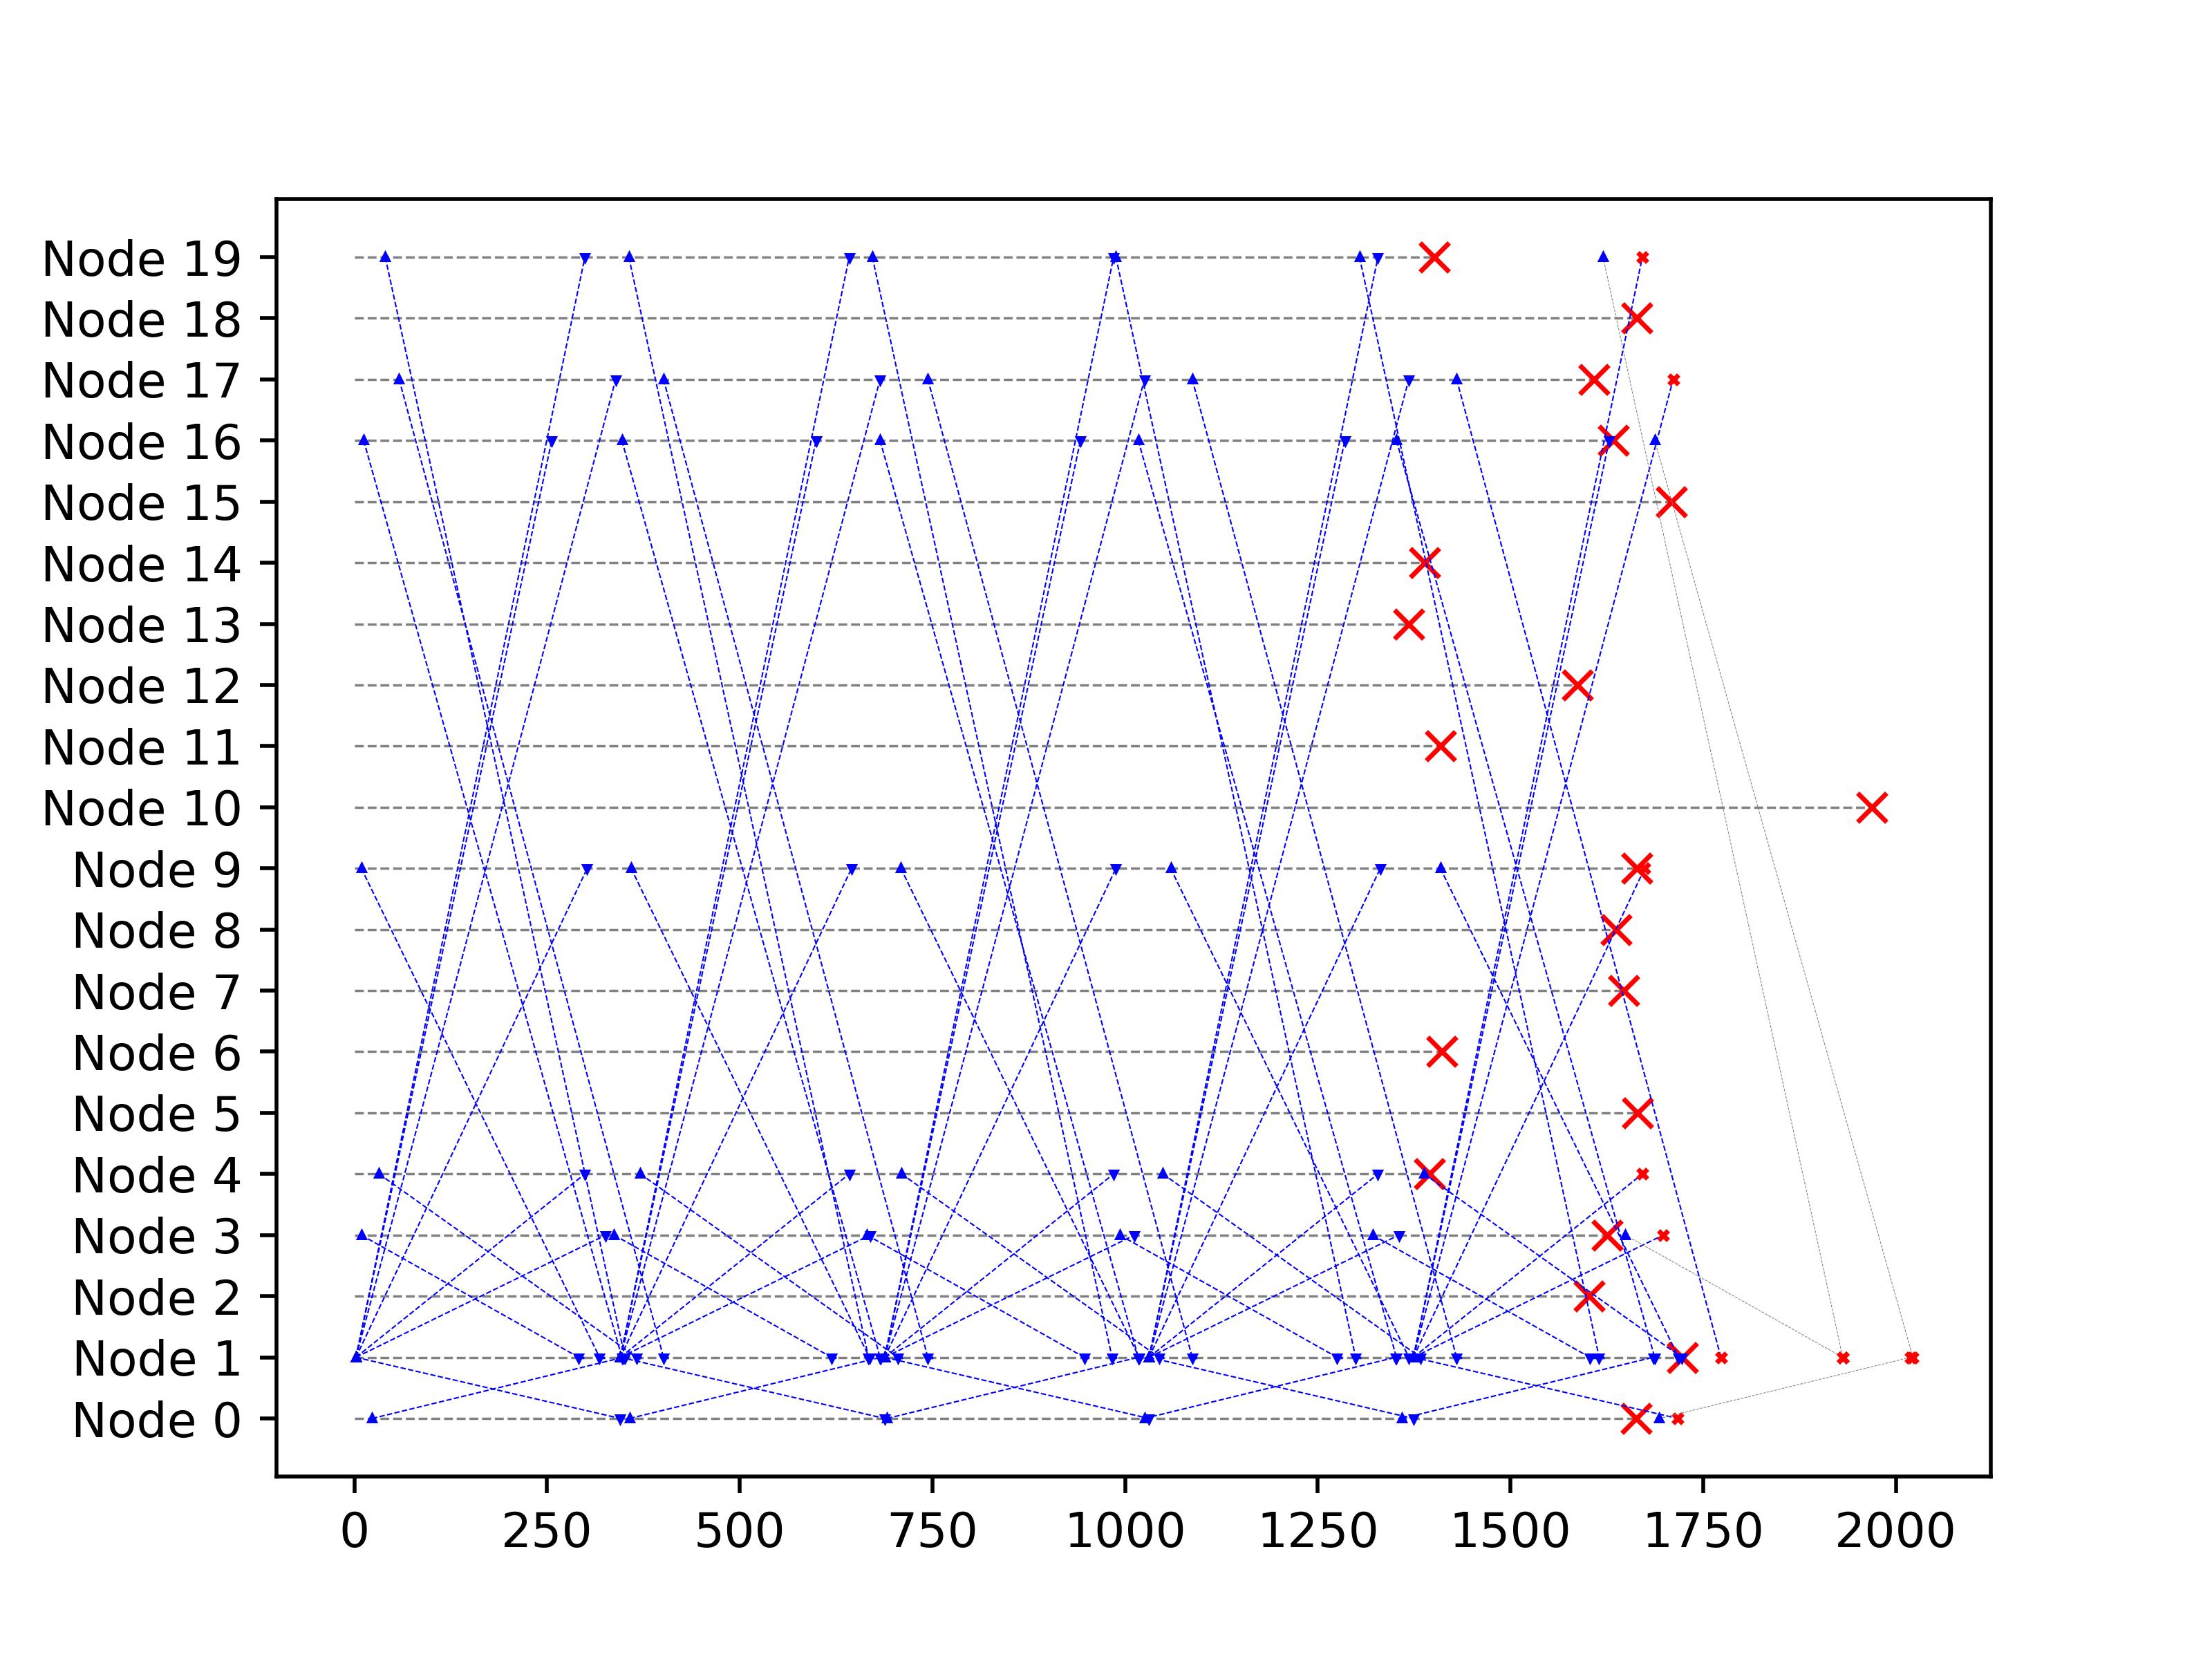 Node 19
Node 18
Node 17
Node 16
Node 15
Node 14
Node 13
Node 12
Node 11
Node 10
Node 9
Node 8
Node 7
Node 6
Node 5
Node 4
Node 3
Node 2
Node 1
Node 0
0 250 500 750 1000 1250 1500 1750 2000